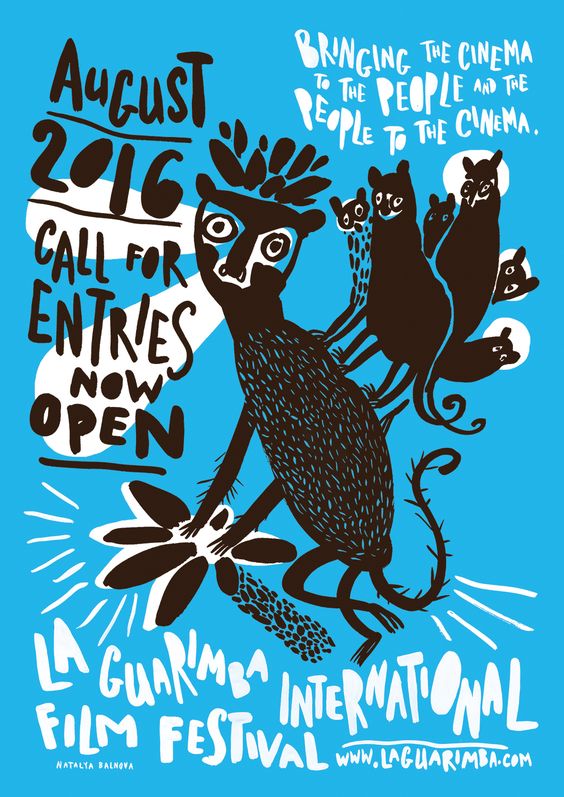 AUGUST
2016
CALL FOR
ENTRIES
NOW
OPEN
BRINGING THE CINEMA
TO THE PEOPLE AND THE
PEOPLE TO THE CINEMA.
LA GUARIMBA INTERNATIONAL
FILM FESTIVAL
WWW.LAGUARIMBA.COM
NATALYA BALNOVA